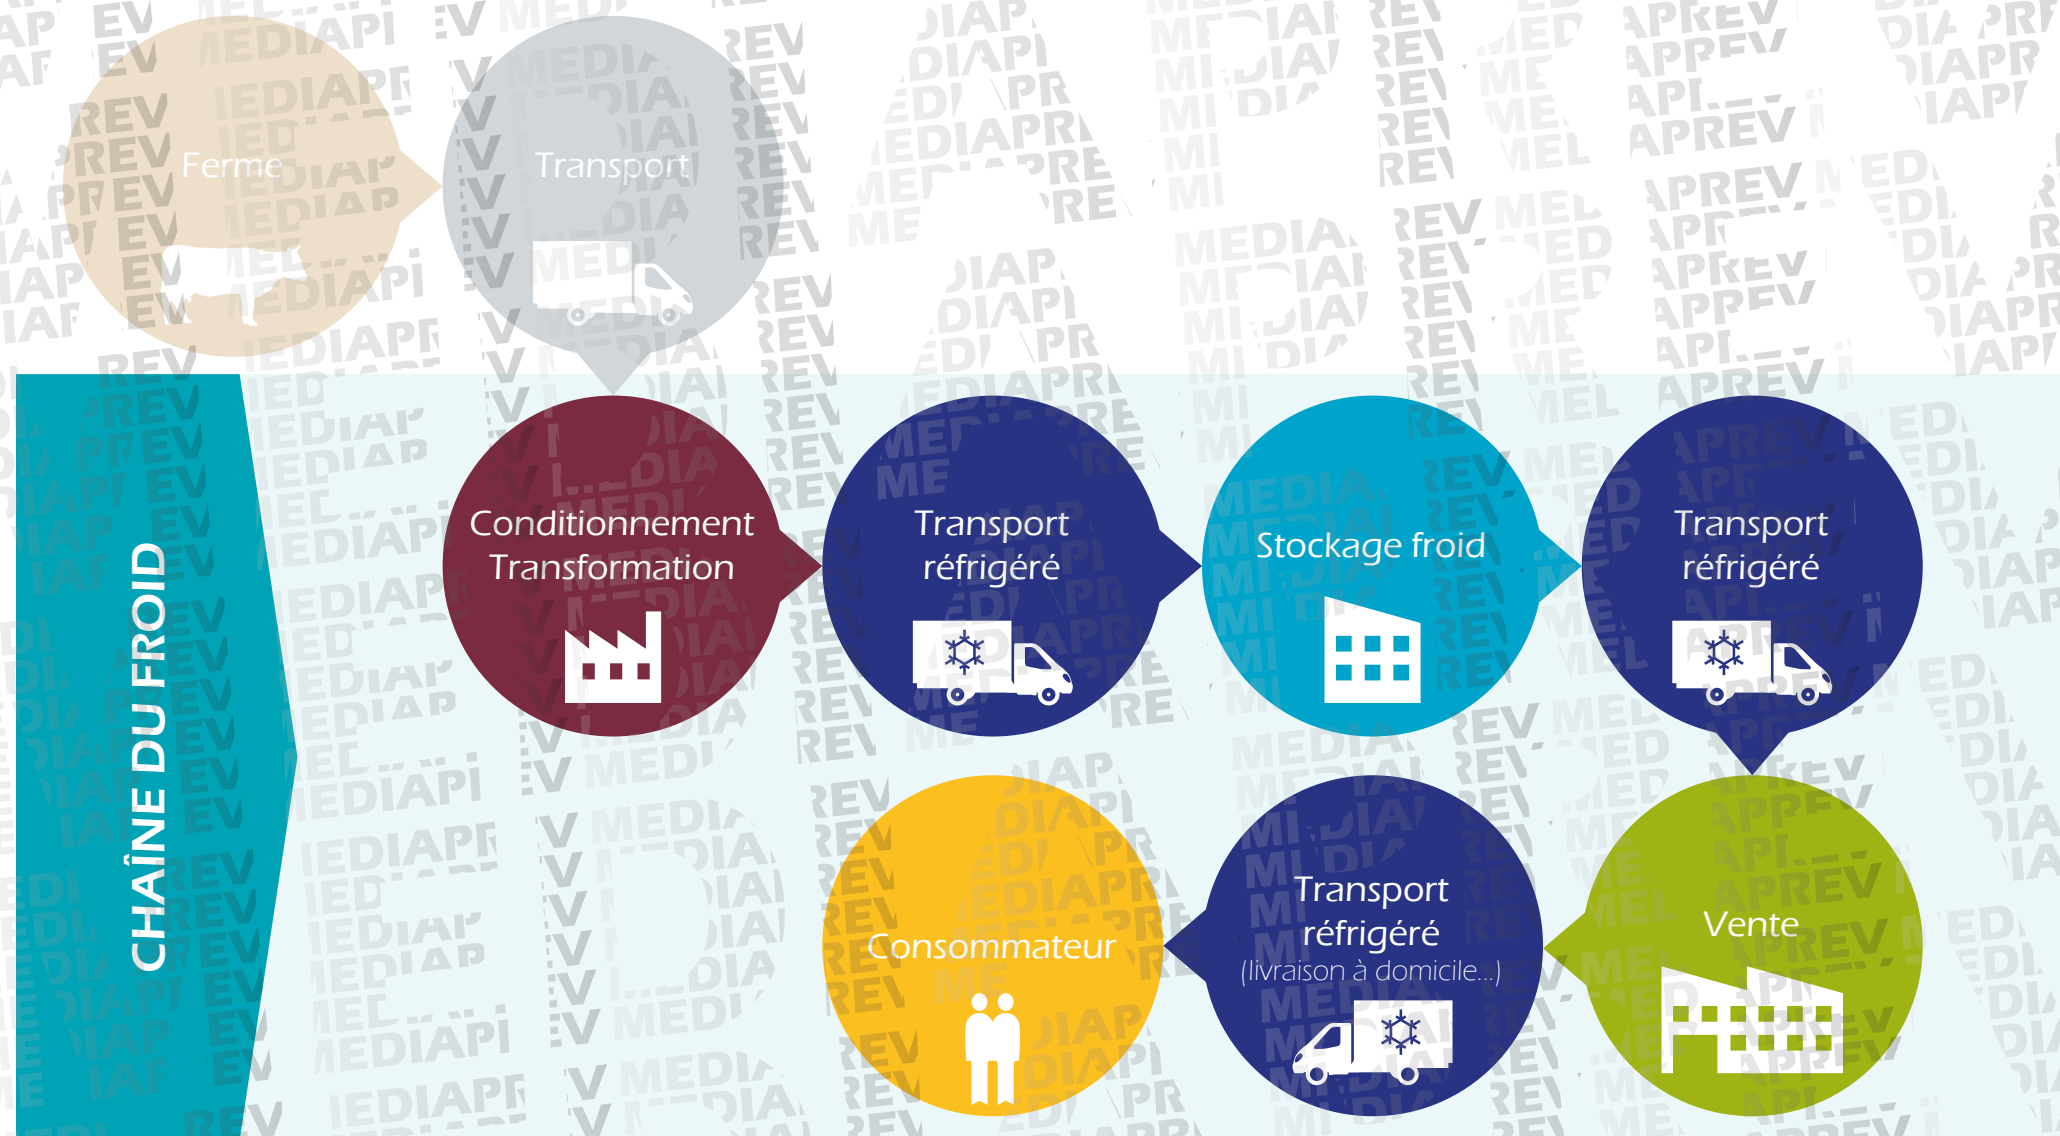 Ferme
Transport
CHAÎNE DU FROID
Conditionnement
Transformation
Transport
réfrigéré
Stockage froid
Transport
réfrigéré
Consommateur
Transport
réfrigéré
(livraison à domicile...)
Vente